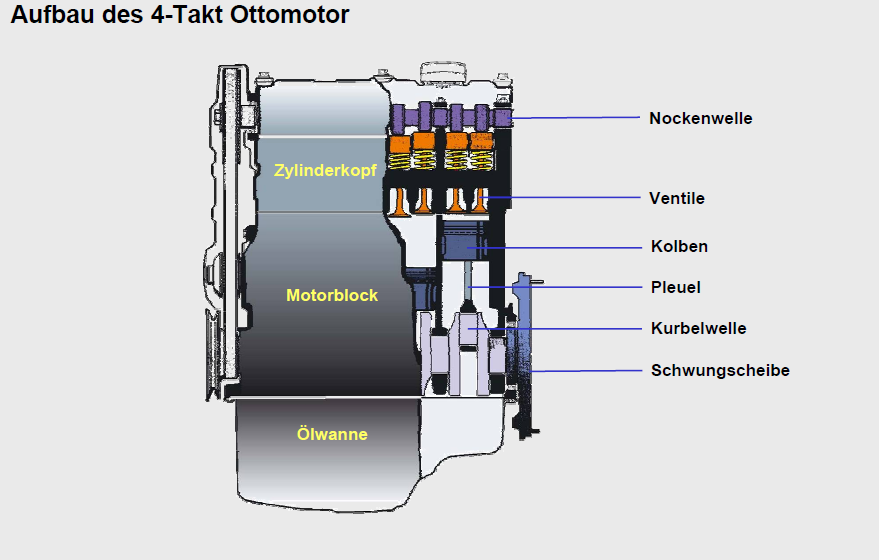 Aufbau des 4-Takt Ottomotor
Nockenwelle
Zylinderkopf
Ventile
Kolben
Pleuel
Motorblock
Kurbelwelle
Schwungscheibe
Ölwanne